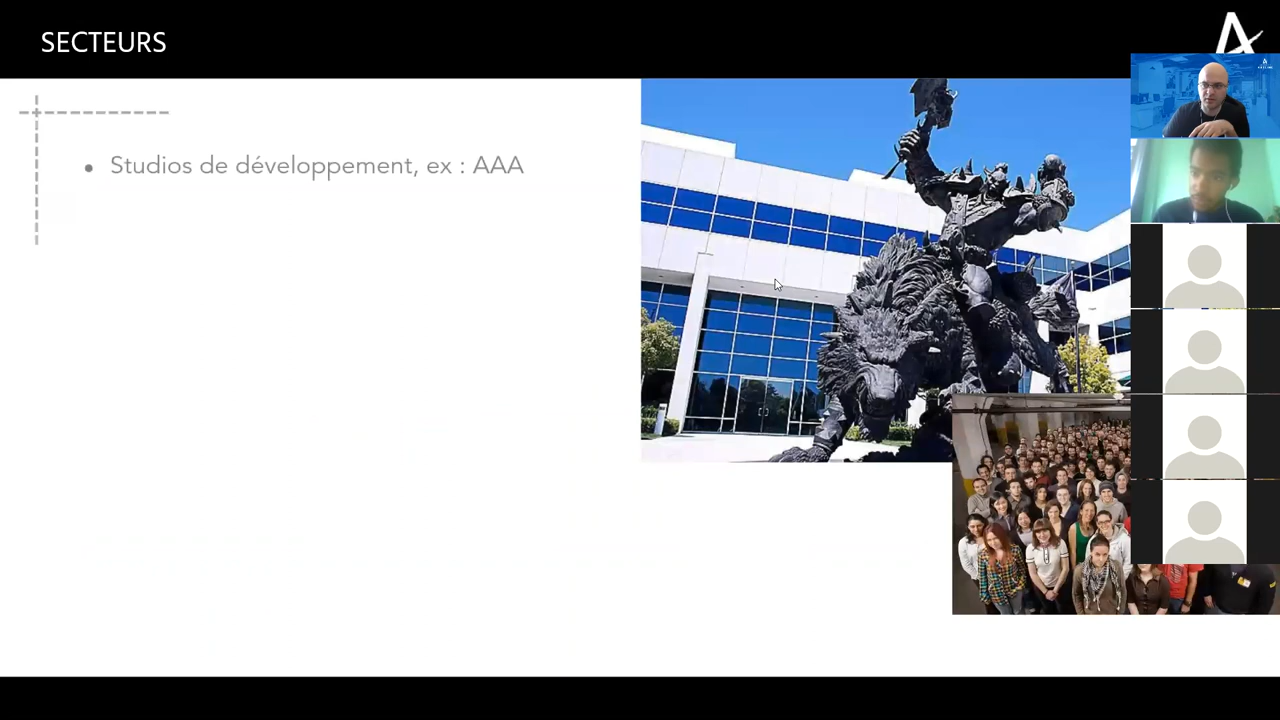 SECTEURS
• Studios de développement, ex : AAA